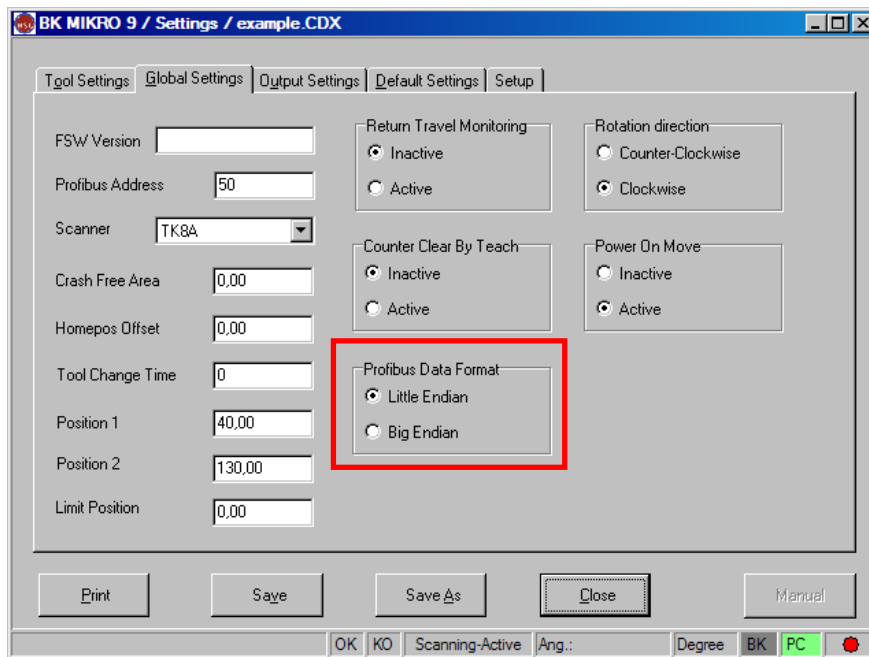 BK MIKRO 9 / Settings / example.CDX
Tool Settings Global Settings Output Settings Default Settings Setup
FSW Version
Profibus Address 50
Scanner TK8A
Crash Free Area 0,00
Homepos Offset 0,00
Tool Change Time 0
Position 1 40,00
Position 2 130,00
Limit Position 0,00
Return Travel Monitoring
Inactive
Active
Counter Clear By Teach
Inactive
Active
Profibus Data Format
Little Endian
Big Endian
Rotation direction
Counter-Clockwise
Clockwise
Power On Move
Inactive
Active
Print Save Save As Close Manual
OK KO Scanning-Active Ang.: Degree BK PC